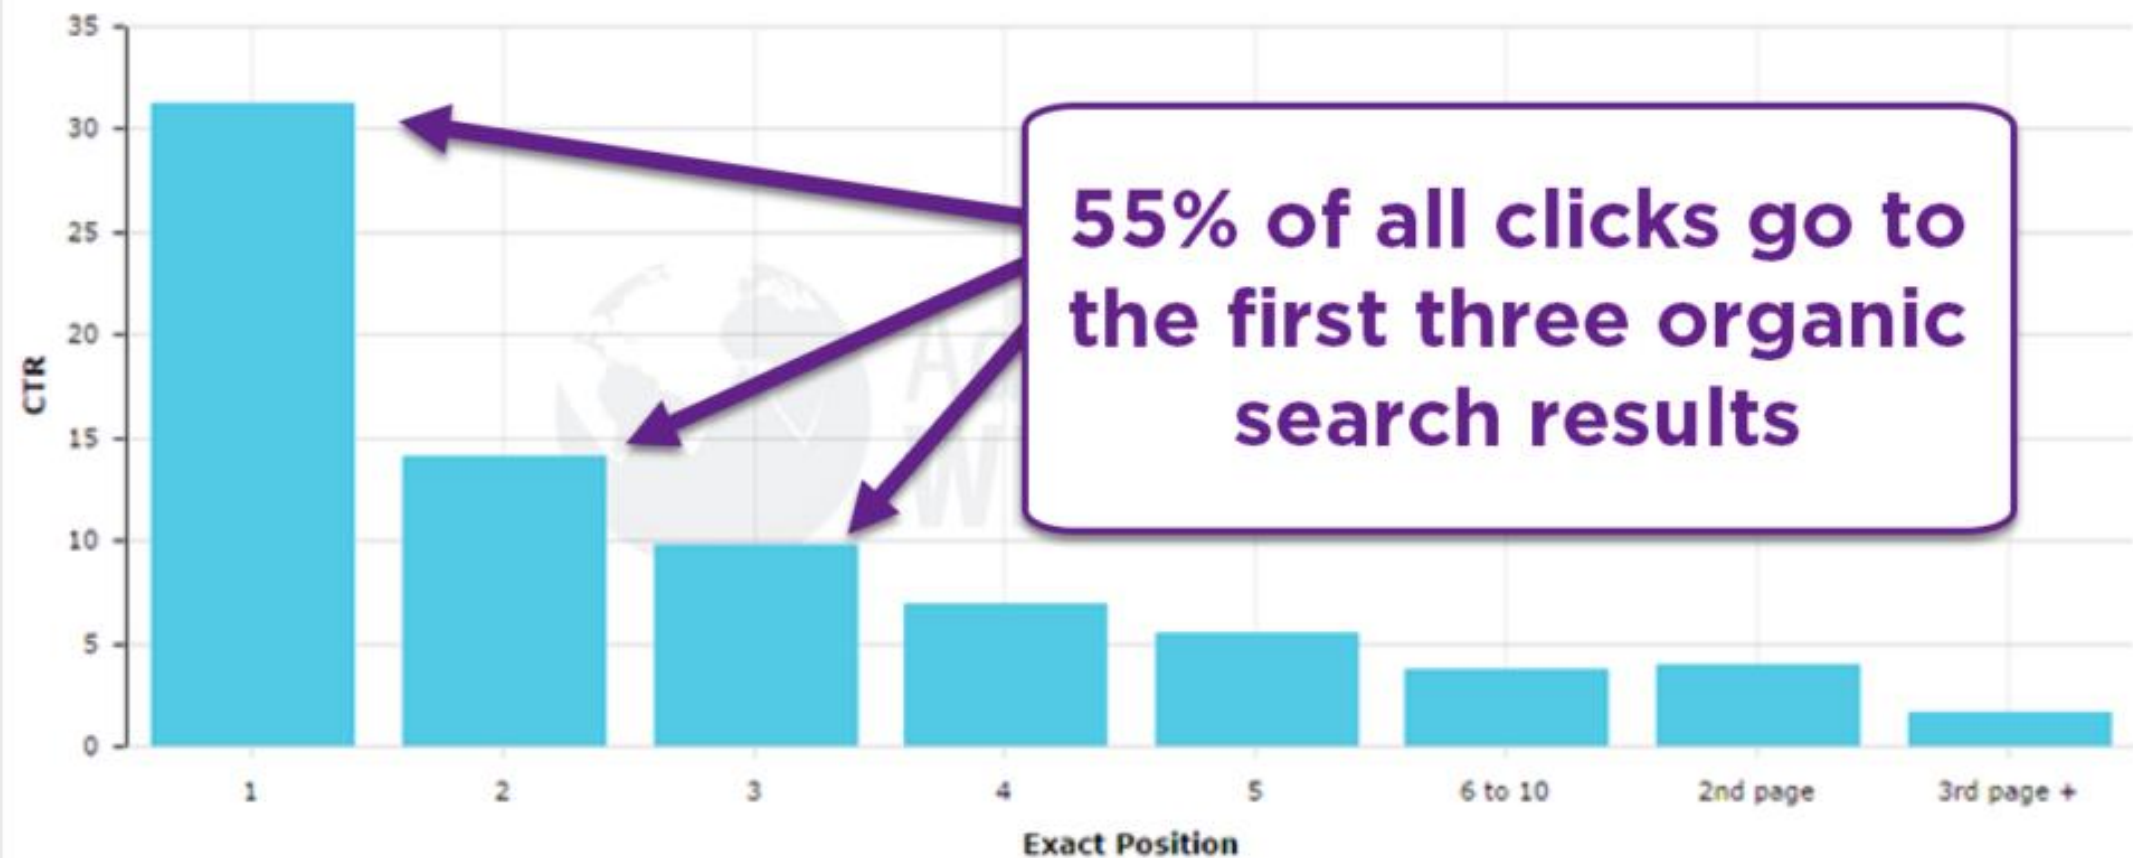 35
30
25
20
15
10
5
0
CTR
55% of all clicks go to
the first three organic
search results
1 2 3 4 5 6 to 10 2nd page 3rd page +
Exact Position